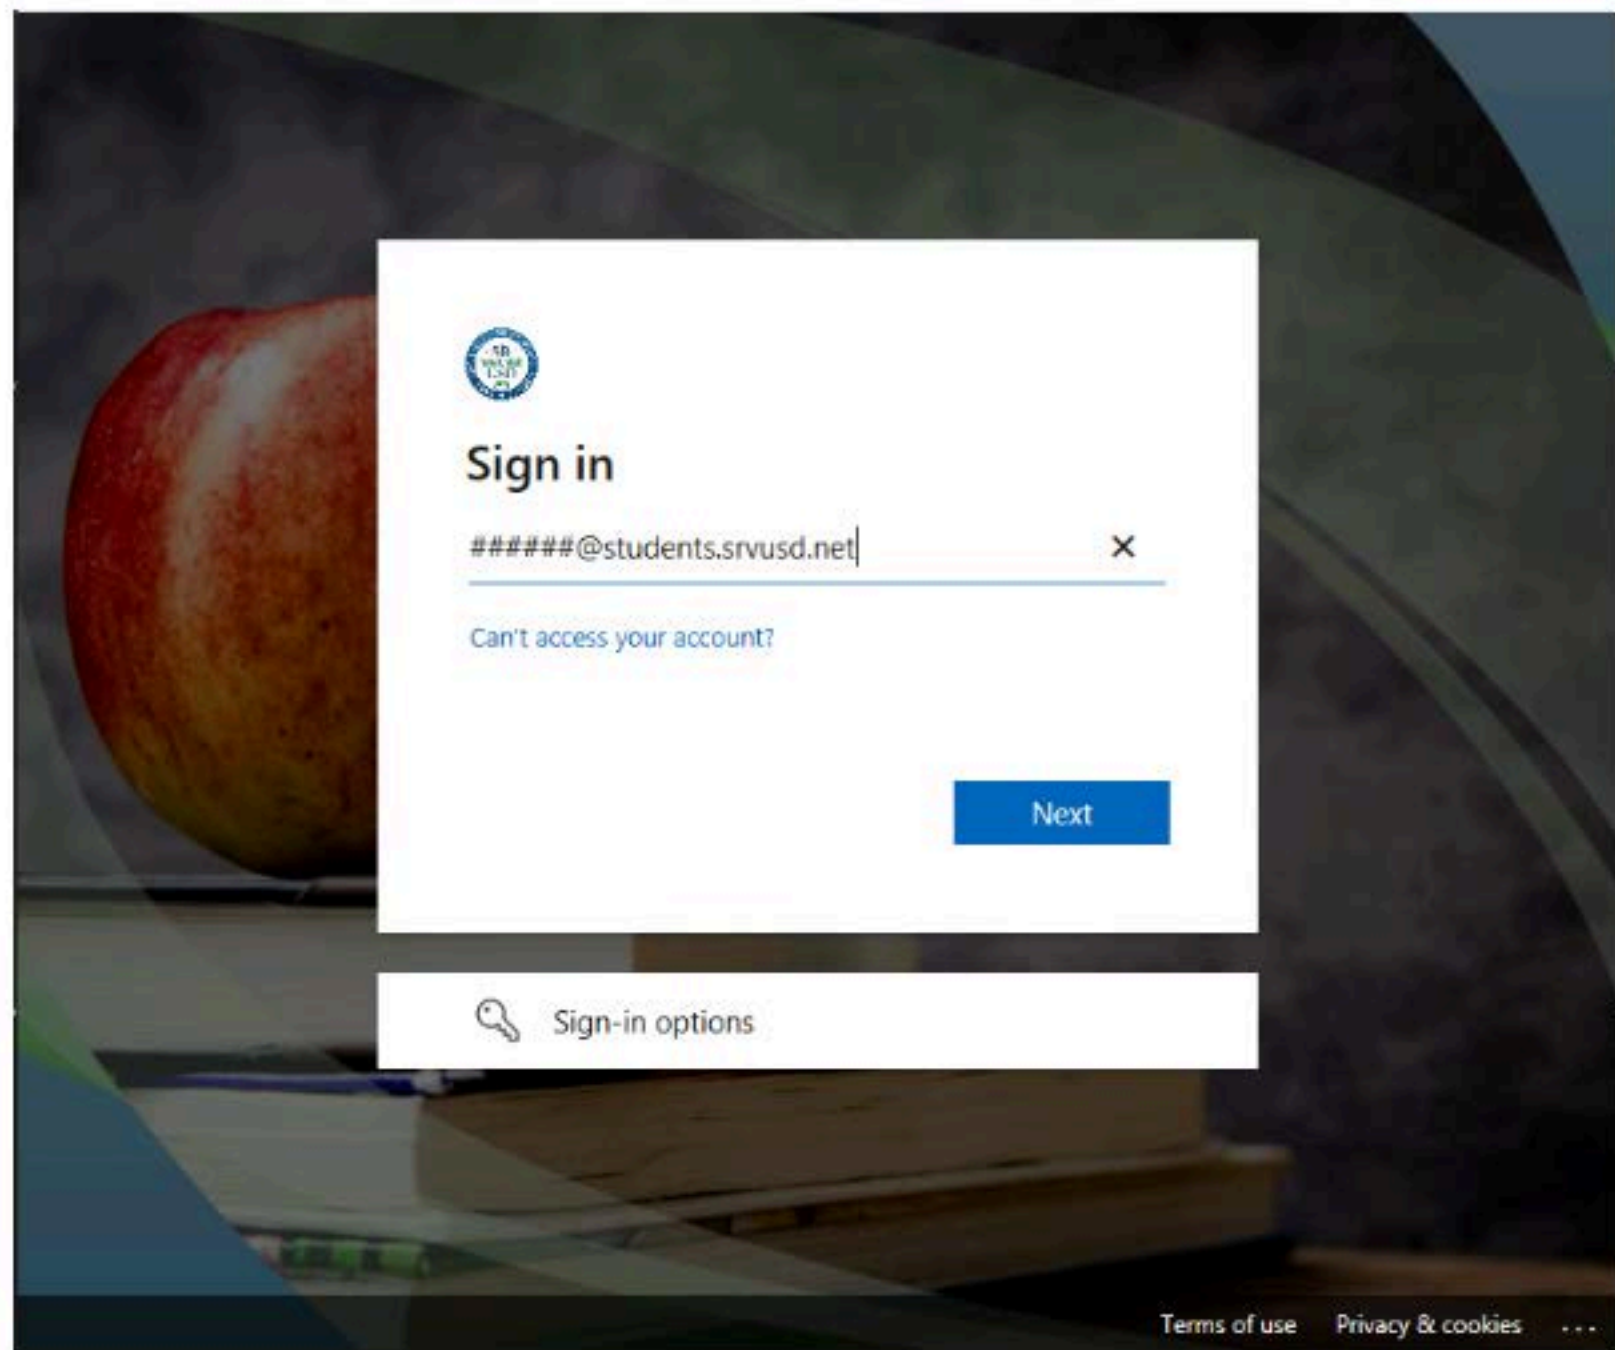 Sign in
######@students.srvusd.net
Can't access your account?
Next
Sign-in options
Terms of use Privacy & cookies ...